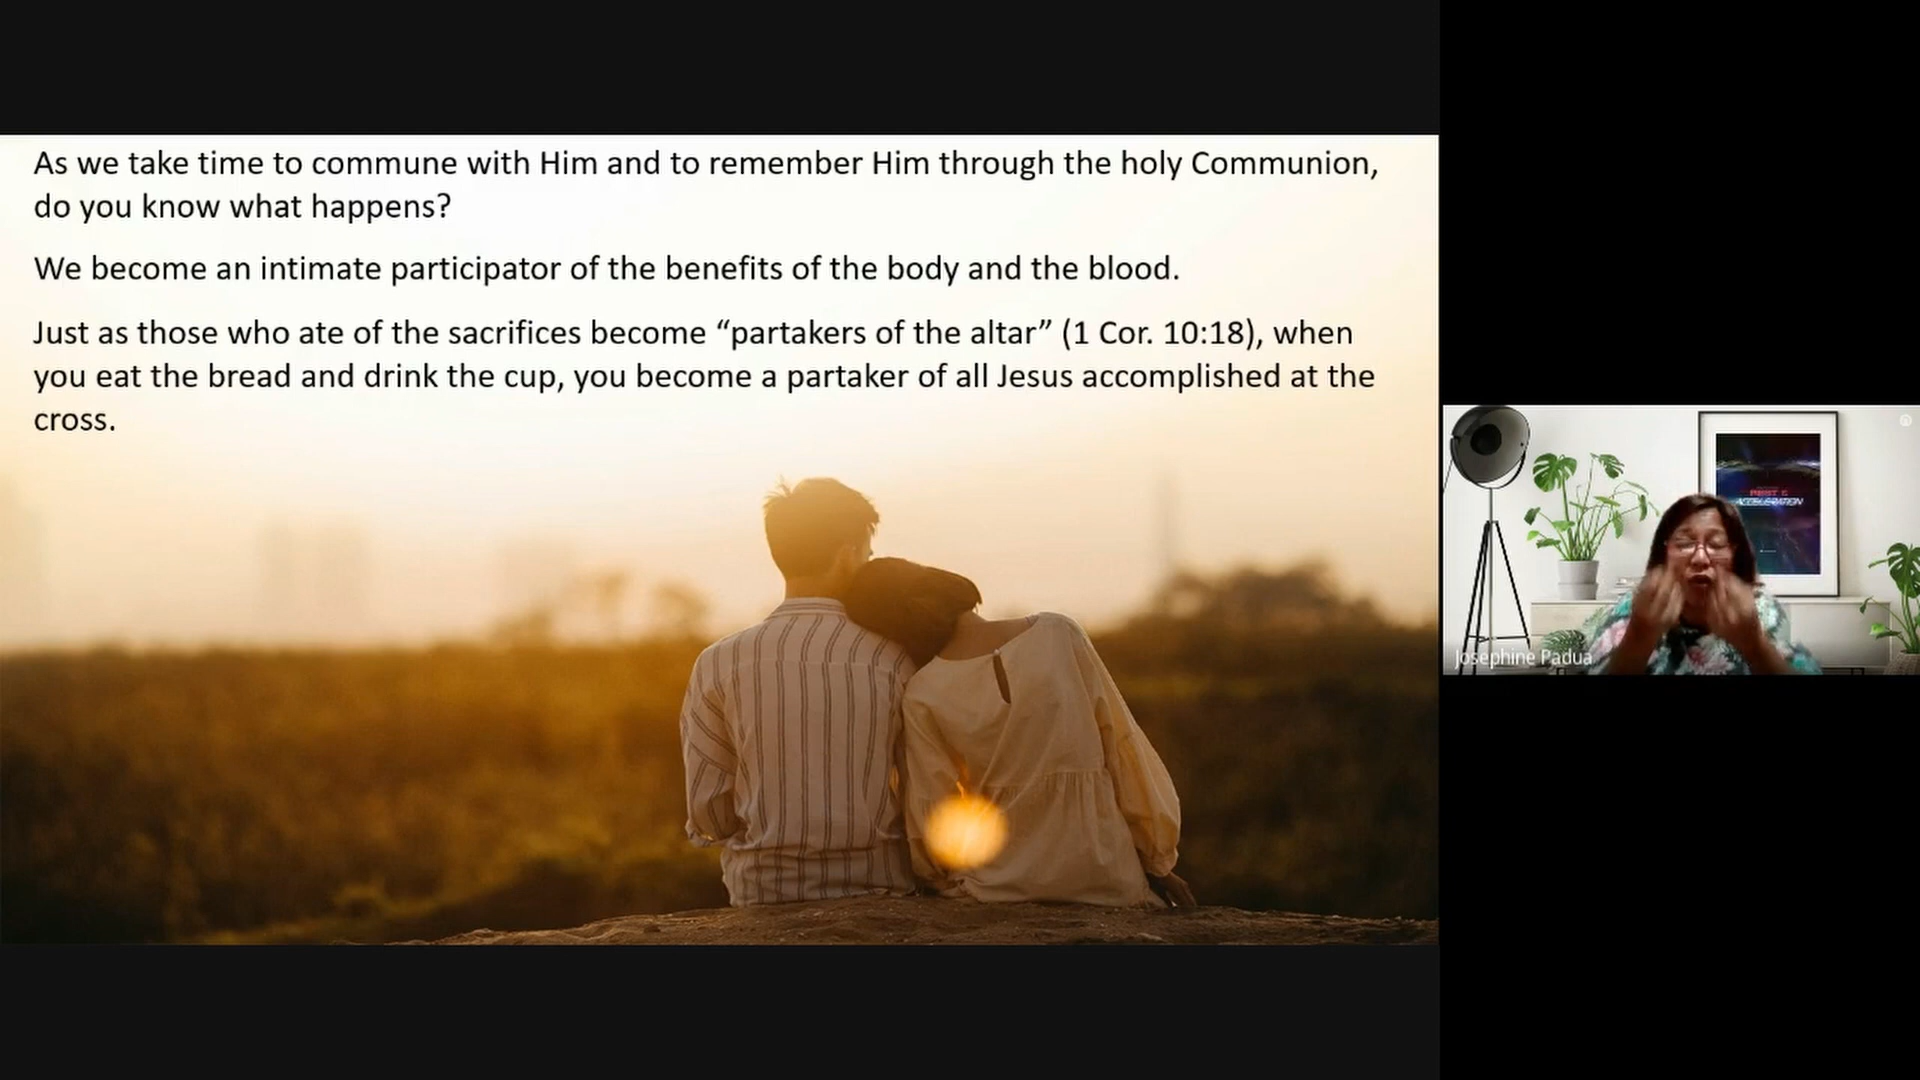 As we take time to commune with Him and to remember Him through the holy Communion,
do you know what happens?
We become an intimate participator of the benefits of the body and the blood.
Just as those who ate of the sacrifices become “partakers of the altar” (1 Cor. 10:18), when
you eat the bread and drink the cup, you become a partaker of all Jesus accomplished at the
cross.
ACCELERATION
Josephine Padua